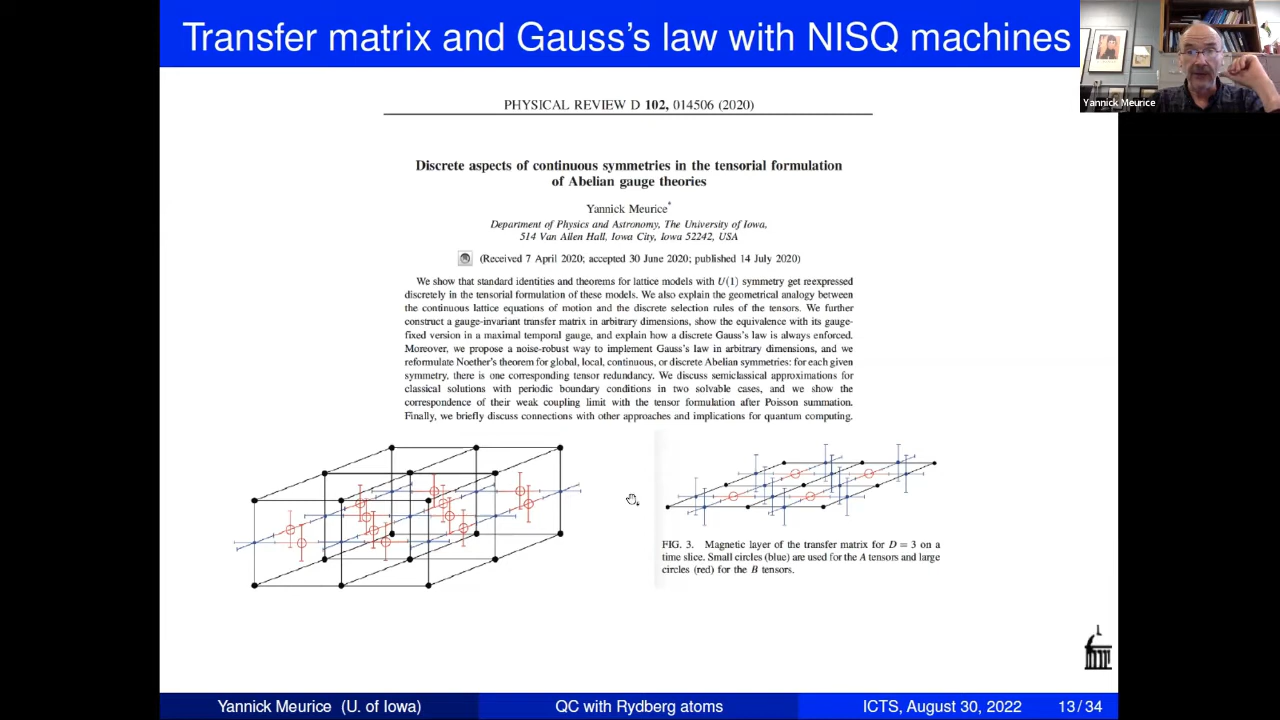 Transfer matrix and Gauss's law with NISQ machines
Yannick Meurice
PHYSICAL REVIEW D 102, 014506 (2020)
Discrete aspects of continuous symmetries in the tensorial formulation
of Abelian gauge theories
Yannick Meurice*
Department of Physics and Astronomy, The University of Iowa,
514 Van Allen Hall, Iowa City, Iowa 52242, USA
(Received 7 April 2020; accepted 30 June 2020; published 14 July 2020)
We show that standard identities and theorems for lattice models with U(1) symmetry get reexpressed
discretely in the tensorial formulation of these models. We also explain the geometrical analogy between
the continuous lattice equations of motion and the discrete selection rules of the tensors. We further
construct a gauge-invariant transfer matrix in arbitrary dimensions, show the equivalence with its gauge-
fixed version in a maximal temporal gauge, and explain how a discrete Gauss's law is always enforced.
Moreover, we propose a noise-robust way to implement Gauss's law in arbitrary dimensions, and we
reformulate Noether's theorem for global, local, continuous, or discrete Abelian symmetries: for each given
symmetry, there is one corresponding tensor redundancy. We discuss semiclassical approximations for
classical solutions with periodic boundary conditions in two solvable cases, and we show the
correspondence of their weak coupling limit with the tensor formulation after Poisson summation.
Finally, we briefly discuss connections with other approaches and implications for quantum computing.
FIG. 3. Magnetic layer of the transfer matrix for D = 3 on a
time slice. Small circles (blue) are used for the A tensors and large
circles (red) for the B tensors.
Yannick Meurice (U. of Iowa)
QC with Rydberg atoms
ICTS, August 30, 2022
13 / 34